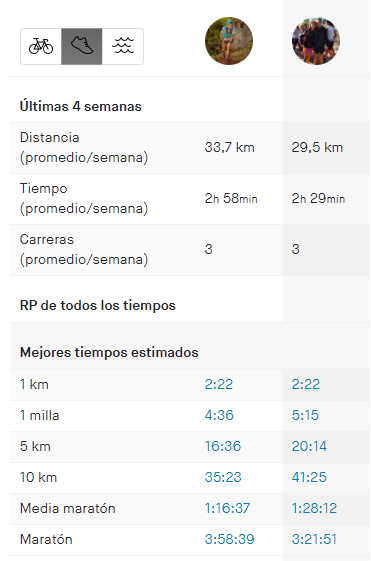 Últimas 4 semanas
Distancia
(promedio/semana)
33,7 km
29,5 km
Tiempo
(promedio/semana)
2h 58min
2h 29min
Carreras
(promedio/semana)
3
3
RP de todos los tiempos
Mejores tiempos estimados
1 km 2:22 2:22
1 milla 4:36 5:15
5 km 16:36 20:14
10 km 35:23 41:25
Media maratón 1:16:37 1:28:12
Maratón 3:58:39 3:21:51